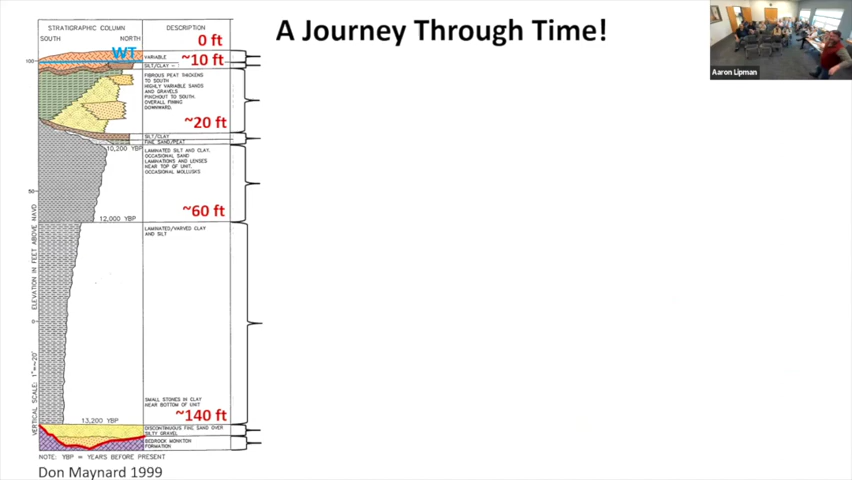 A Journey Through Time!
Aaron Lipman
STRATIGRAPHIC COLUMN
DESCRIPTION
SOUTH
NORTH
0 ft
WT
VARIABLE
100
SILT/CLAY –
~10 ft
FIBROUS PEAT THICKENS
TO SOUTH
HIGHLY VARIABLE SANDS
AND GRAVELS
PINCHOUT TO SOUTH.
OVERALL FINING
DOWNWARD.
~20 ft
SILT/CLAY
FINE SAND/PEAT
10,200 YBP
LAMINATED SILT AND CLAY.
OCCASIONAL SAND
LAMINATIONS AND LENSES
NEAR TOP OF UNIT.
OCCASIONAL MOLLUSKS
50
~60 ft
12,000 YBP
LAMINATED/VARVED CLAY
AND SILT
ELEVATION IN FEET ABOVE NAVD
0
VERTICAL SCALE: 1"=~20'
SMALL STONES IN CLAY
NEAR BOTTOM OF UNIT
~140 ft
13,200 YBP
DISCONTINUOUS FINE SAND OVER
SILTY GRAVEL
BEDROCK MONKTON
FORMATION
NOTE: YBP = YEARS BEFORE PRESENT
Don Maynard 1999